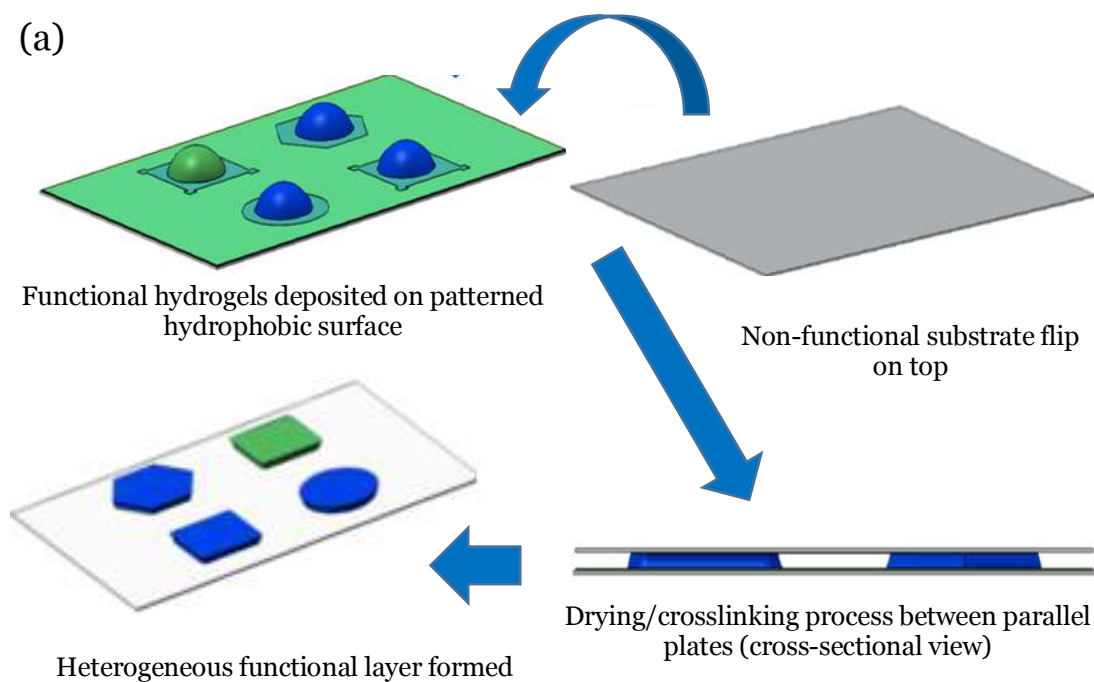 (a)
Functional hydrogels deposited on patterned
hydrophobic surface
Non-functional substrate flip
on top
Drying/crosslinking process between parallel
plates (cross-sectional view)
Heterogeneous functional layer formed